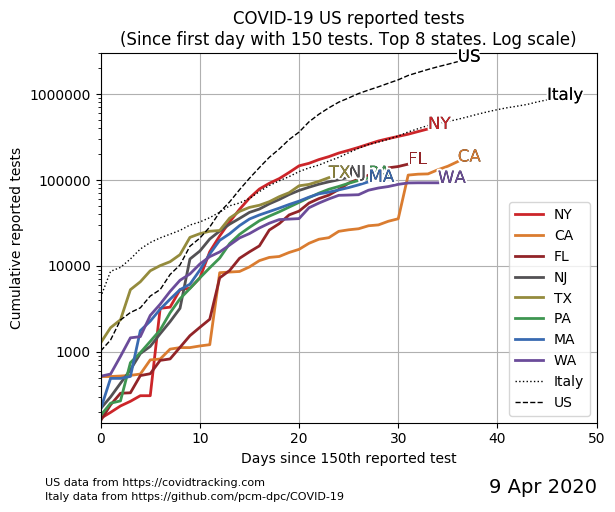 COVID-19 US reported tests
(Since first day with 150 tests. Top 8 states. Log scale)
Cumulative reported tests
1000000
100000
10000
1000
US
Italy
NY
CA
FL
TX
NJ
PA
MA
WA
NY
CA
FL
NJ
TX
PA
MA
WA
Italy
US
0 10 20 30 40 50
Days since 150th reported test
US data from https://covidtracking.com
Italy data from https://github.com/pcm-dpc/COVID-19
9 Apr 2020